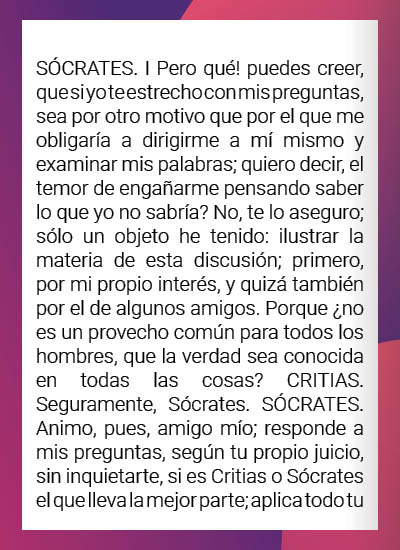 SÓCRATES. I Pero qué! puedes creer,
que si yo te estrecho con mis preguntas,
sea por otro motivo que por el que me
obligaría a dirigirme a mí mismo y
examinar mis palabras; quiero decir, el
temor de engañarme pensando saber
lo que yo no sabría? No, te lo aseguro;
sólo un objeto he tenido: ilustrar la
materia de esta discusión; primero,
por mi propio interés, y quizá también
por el de algunos amigos. Porque ¿no
es un provecho común para todos los
hombres, que la verdad sea conocida
en todas las cosas? CRITIAS.
Seguramente, Sócrates. SÓCRATES.
Animo, pues, amigo mío; responde a
mis preguntas, según tu propio juicio,
sin inquietarte, si es Critias o Sócrates
el que lleva la mejor parte; aplica todo tu